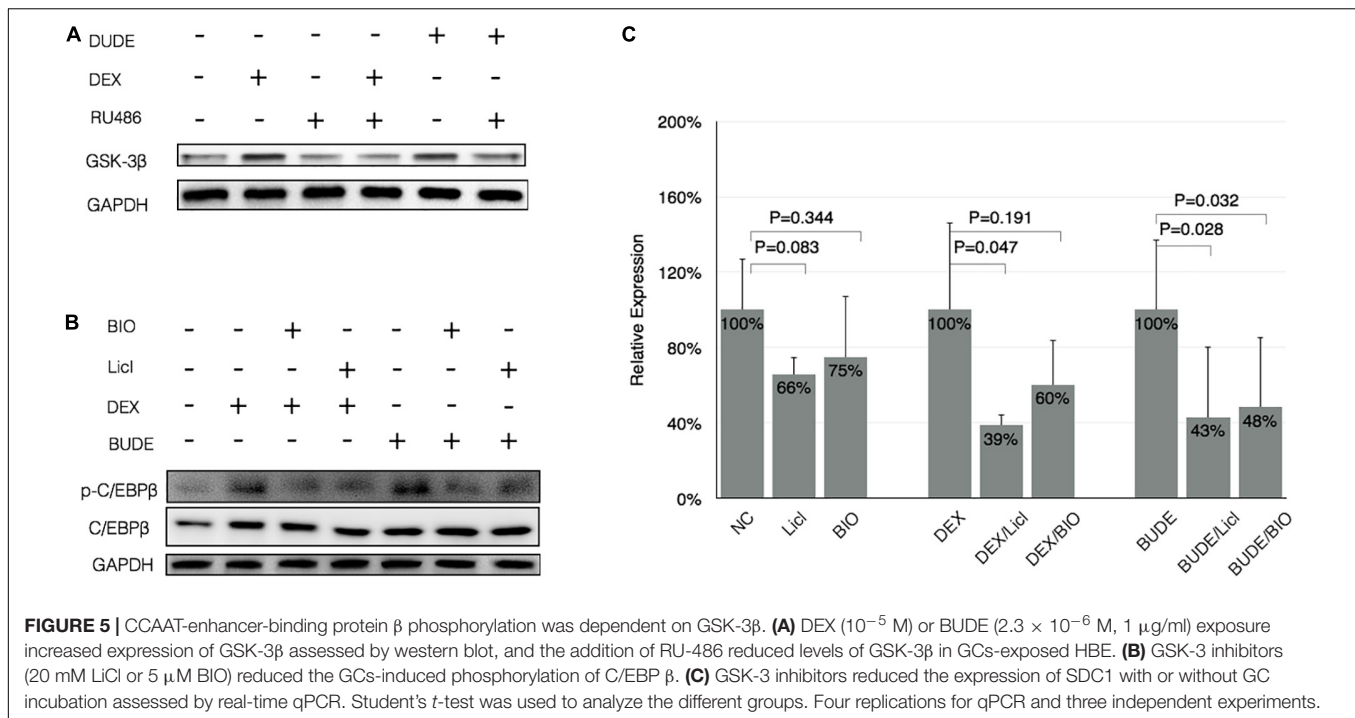 A
DUDE - - - - + +
DEX - + - + - -
RU486 - - + + - +
GSK-3β
GAPDH
B
BIO - - + - - + -
Licl - - - + - - +
DEX - + + + - - -
BUDE - - - - + + +
p-C/EBPβ
C/EBPβ
GAPDH
C
Relative Expression
200%
160%
120%
80%
40%
0%
P=0.344
P=0.083
P=0.191
P=0.047
P=0.032
P=0.028
100%
66%
75%
100%
39%
60%
100%
43%
48%
NC
Licl
BIO
DEX
DEX/Licl
DEX/BIO
BUDE
BUDE/Licl
BUDE/BIO
FIGURE 5 | CCAAT-enhancer-binding protein β phosphorylation was dependent on GSK-3β. (A) DEX (10⁻⁵ M) or BUDE (2.3 × 10⁻⁶ M, 1 μg/ml) exposure
increased expression of GSK-3β assessed by western blot, and the addition of RU-486 reduced levels of GSK-3β in GCs-exposed HBE. (B) GSK-3 inhibitors
(20 mM LiCl or 5 μM BIO) reduced the GCs-induced phosphorylation of C/EBP β. (C) GSK-3 inhibitors reduced the expression of SDC1 with or without GC
incubation assessed by real-time qPCR. Student's t-test was used to analyze the different groups. Four replications for qPCR and three independent experiments.